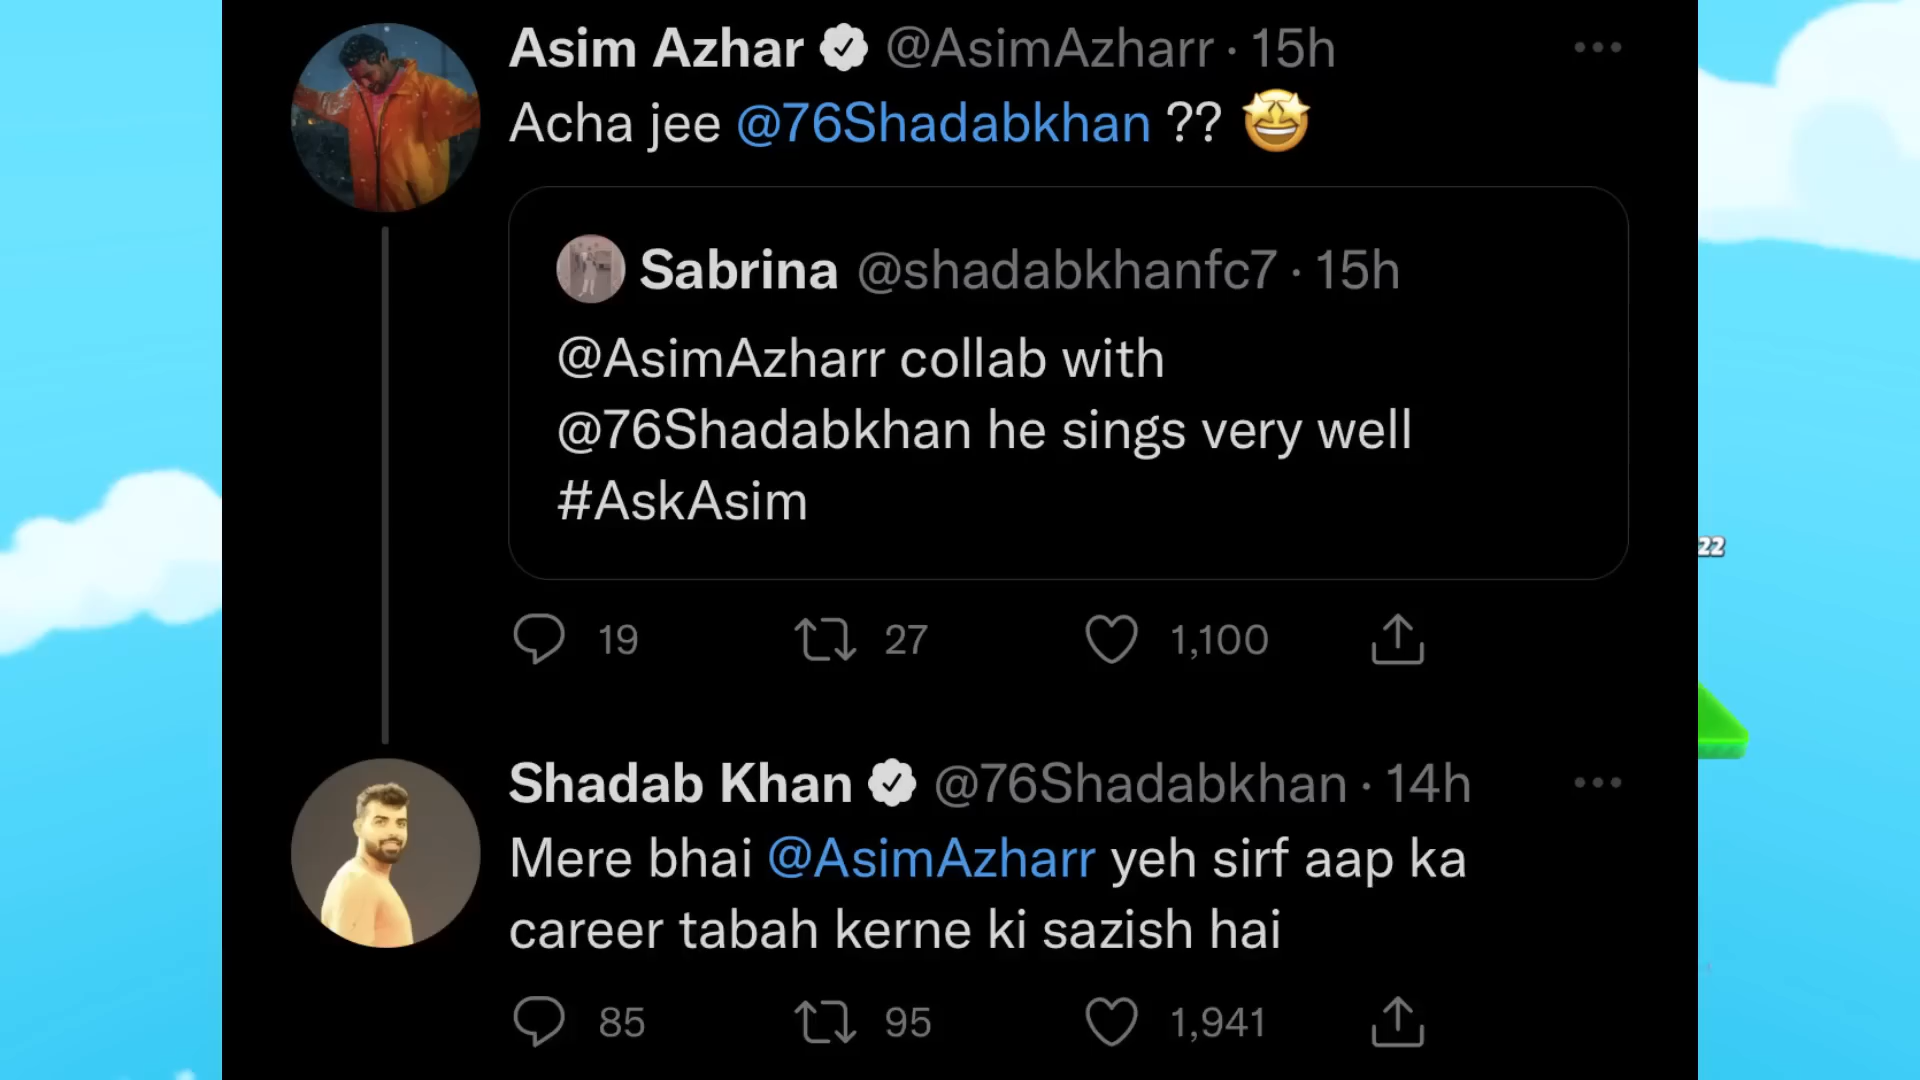 Asim Azhar @AsimAzharr · 15h
Acha jee @76Shadabkhan ?? 🤩
Sabrina @shadabkhanfc7 · 15h
@AsimAzharr collab with
@76Shadabkhan he sings very well
#AskAsim
22
19 27 1,100
Shadab Khan @76Shadabkhan · 14h
Mere bhai @AsimAzharr yeh sirf aap ka
career tabah kerne ki sazish hai
85 95 1,941